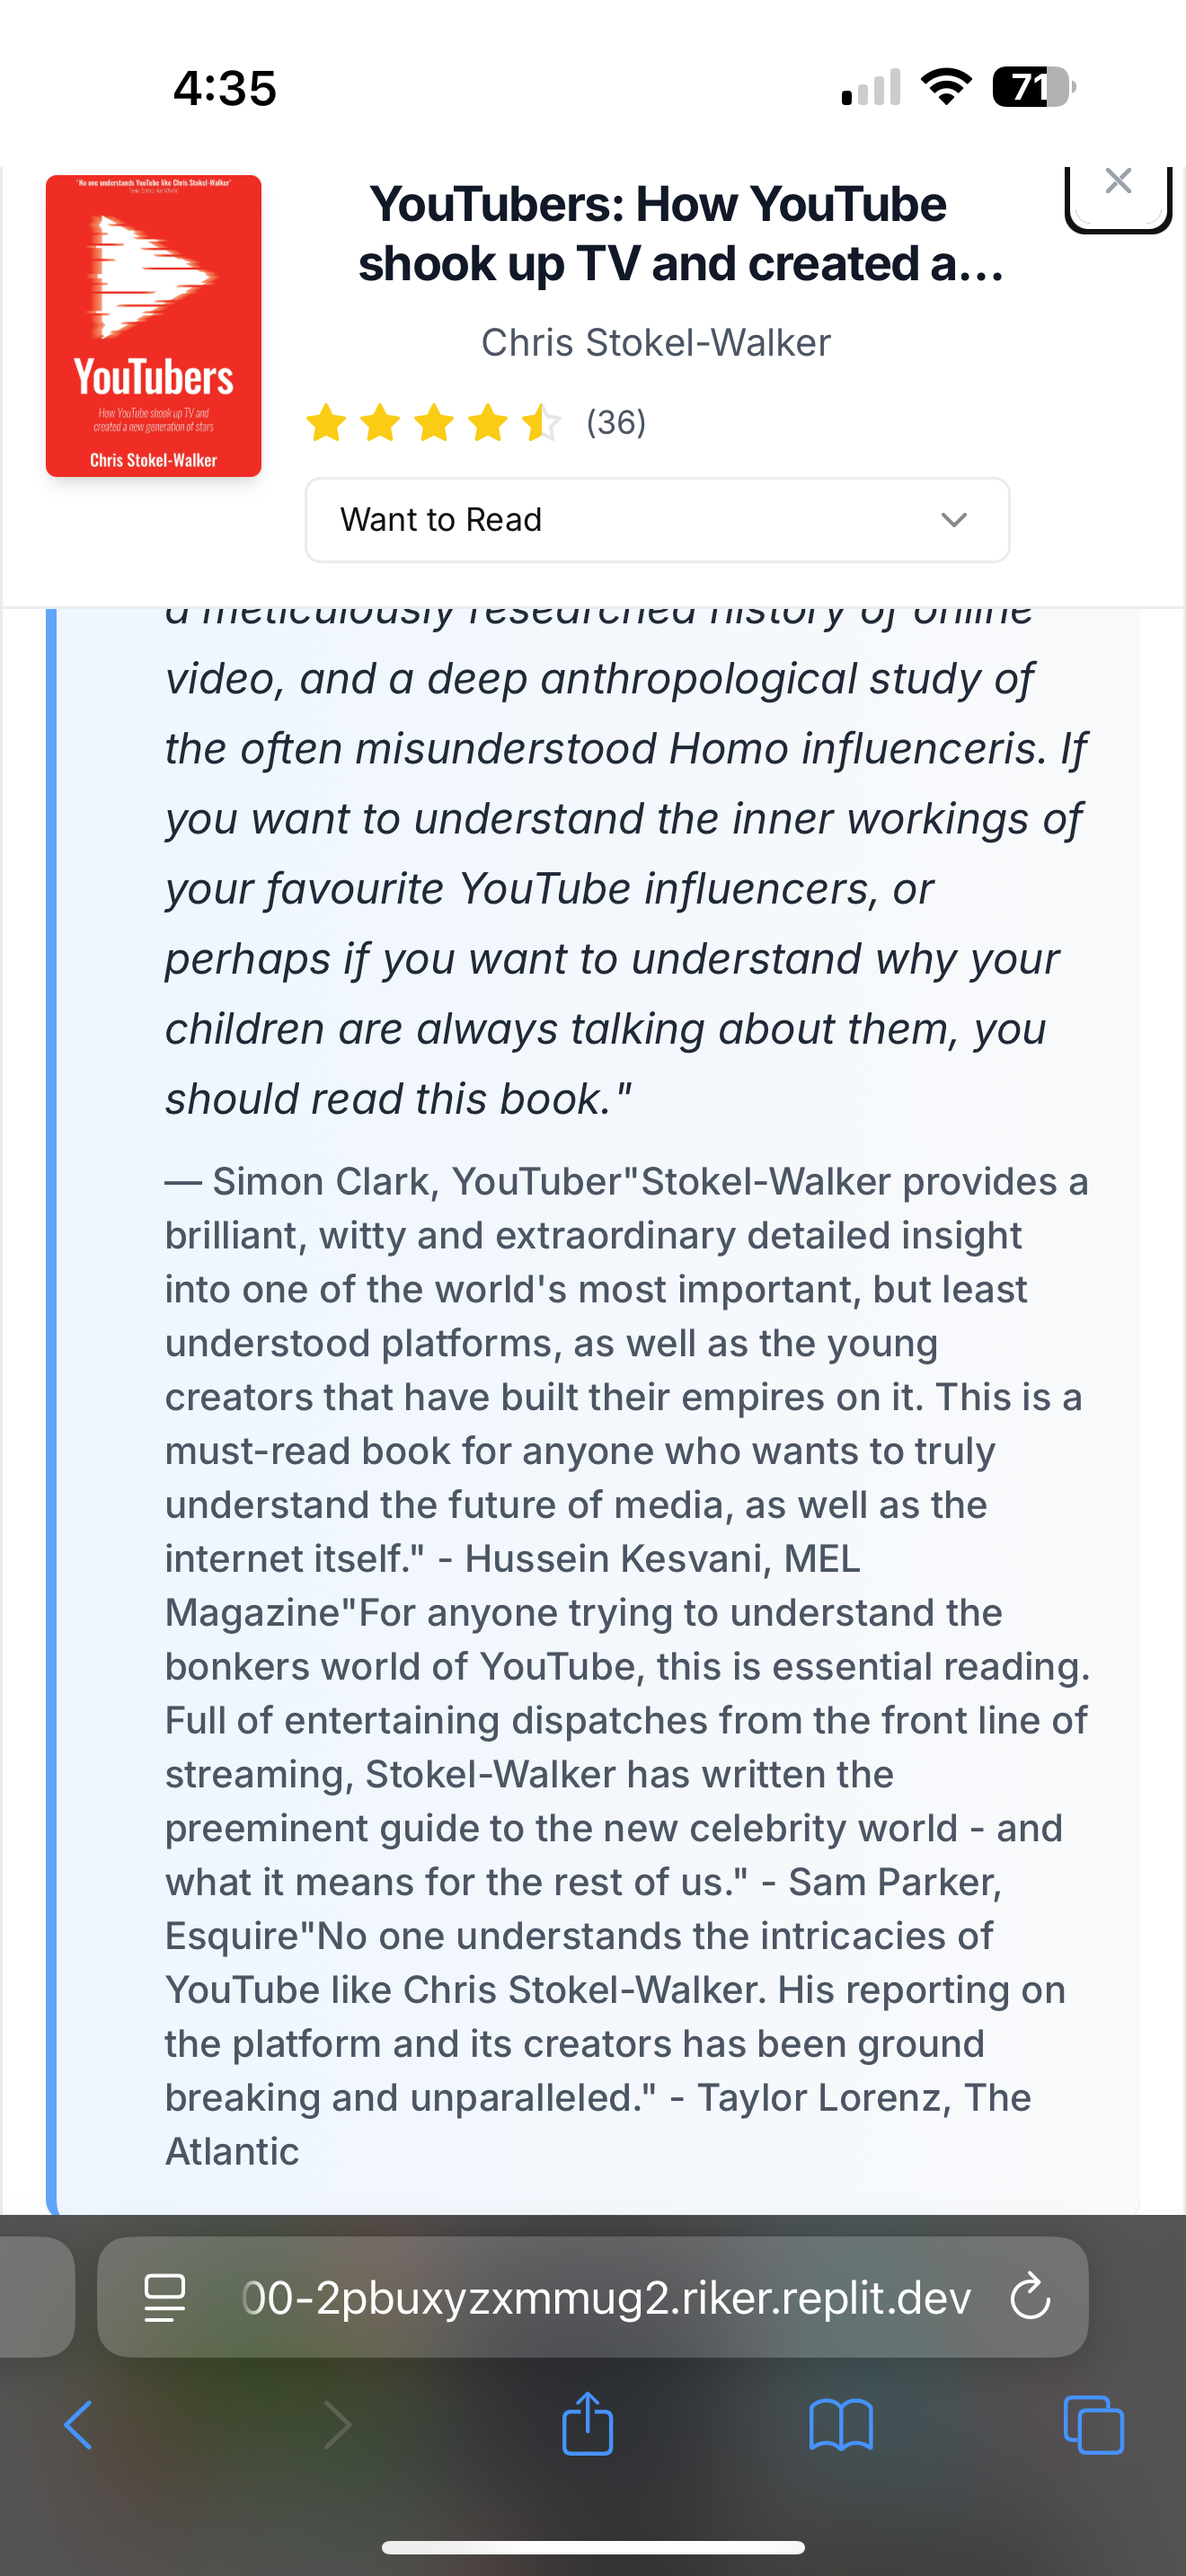 4:35
71
"No one understands YouTube like Chris Stokel-Walker"
YouTubers: How YouTube
shook up TV and created a...
Chris Stokel-Walker
(36)
Want to Read
YouTubers
How YouTube shook up TV and
created a new generation of stars
Chris Stokel-Walker
a meticulously researched history of online
video, and a deep anthropological study of
the often misunderstood Homo influenceris. If
you want to understand the inner workings of
your favourite YouTube influencers, or
perhaps if you want to understand why your
children are always talking about them, you
should read this book."
— Simon Clark, YouTuber"Stokel-Walker provides a
brilliant, witty and extraordinary detailed insight
into one of the world's most important, but least
understood platforms, as well as the young
creators that have built their empires on it. This is a
must-read book for anyone who wants to truly
understand the future of media, as well as the
internet itself." - Hussein Kesvani, MEL
Magazine"For anyone trying to understand the
bonkers world of YouTube, this is essential reading.
Full of entertaining dispatches from the front line of
streaming, Stokel-Walker has written the
preeminent guide to the new celebrity world - and
what it means for the rest of us." - Sam Parker,
Esquire"No one understands the intricacies of
YouTube like Chris Stokel-Walker. His reporting on
the platform and its creators has been ground
breaking and unparalleled." - Taylor Lorenz, The
Atlantic
00-2pbuxyzxmmug2.riker.replit.dev